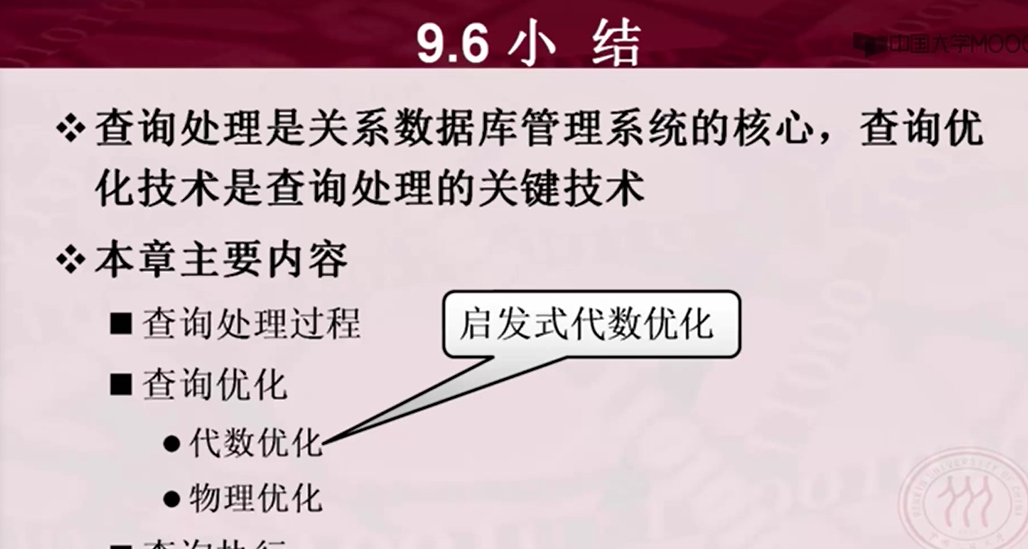 9.6 小 结
中国大学MOOC
查询处理是关系数据库管理系统的核心，查询优
化技术是查询处理的关键技术
本章主要内容
查询处理过程
启发式代数优化
查询优化
代数优化
物理优化
查询执行